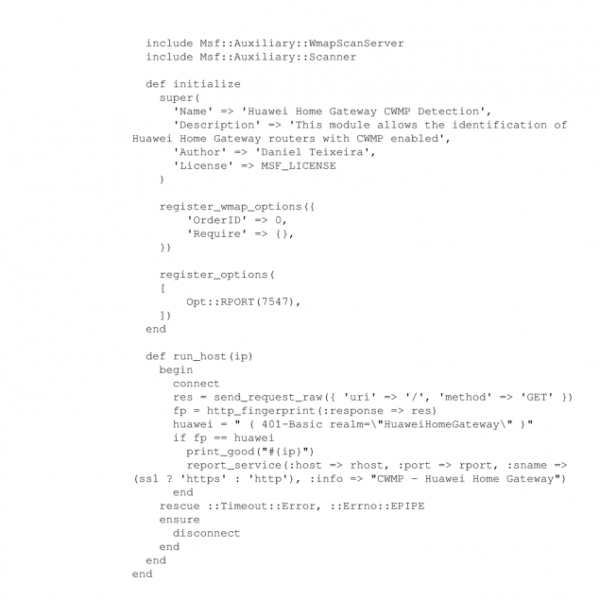 include Msf::Auxiliary::WmapScanServer
include Msf::Auxiliary::Scanner
def initialize
super(
'Name' => 'Huawei Home Gateway CWMP Detection',
'Description' => 'This module allows the identification of
Huawei Home Gateway routers with CWMP enabled',
'Author' => 'Daniel Teixeira',
'License' => MSF_LICENSE
)
register_wmap_options({
'OrderID' => 0,
'Require' => {},
})
register_options(
[
Opt::RPORT(7547),
])
end
def run_host(ip)
begin
connect
res = send_request_raw({ 'uri' => '/', 'method' => 'GET' })
fp = http_fingerprint(:response => res)
huawei = " ( 401-Basic realm=\"HuaweiHomeGateway\" )"
if fp == huawei
print_good("#{ip}")
report_service(:host => rhost, :port => rport, :sname =>
(ssl ? 'https' : 'http'), :info => "CWMP - Huawei Home Gateway")
end
rescue ::Timeout::Error, ::Errno::EPIPE
ensure
disconnect
end
end
end